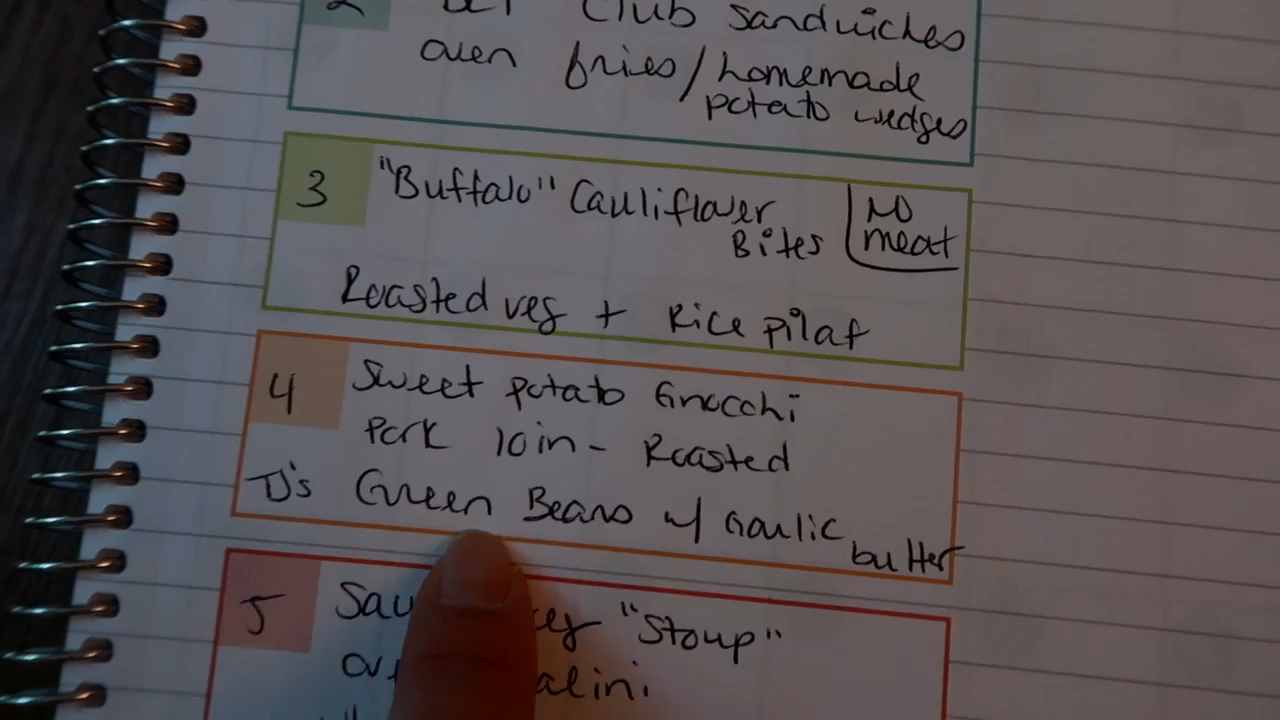 2 Club Sandwiches
oven fries/homemade
potato wedges
3 "Buffalo" Cauliflower
Bites
No
meat
Roasted veg + Rice pilaf
4 Sweet potato Gnocchi
Pork loin - Roasted
TJ's Green Beans w/ Garlic
butter
5 "Stoup"